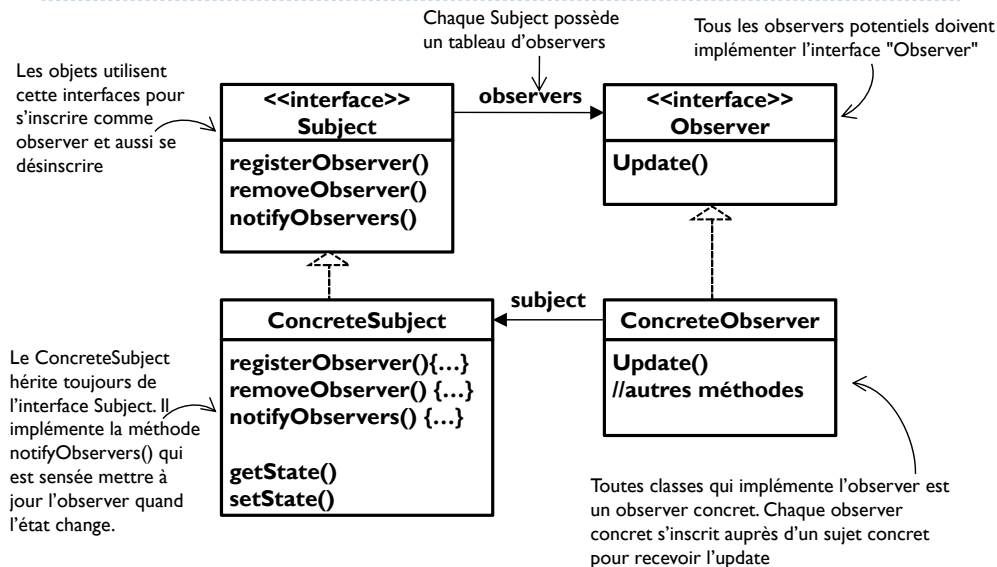 Chaque Subject possède
un tableau d’observers
Tous les observers potentiels doivent
implémenter l’interface "Observer"
Les objets utilisent
cette interfaces pour
s’inscrire comme
observer et aussi se
désinscrire
<<interface>>
Subject
registerObserver()
removeObserver()
notifyObservers()
observers
<<interface>>
Observer
Update()
ConcreteSubject
registerObserver(){…}
removeObserver() {…}
notifyObservers() {…}
getState()
setState()
subject
ConcreteObserver
Update()
//autres méthodes
Le ConcreteSubject
hérite toujours de
l’interface Subject. Il
implémente la méthode
notifyObservers() qui
est sensée mettre à
jour l’observer quand
l’état change.
Toutes classes qui implémente l’observer est
un observer concret. Chaque observer
concret s’inscrit auprès d’un sujet concret
pour recevoir l’update